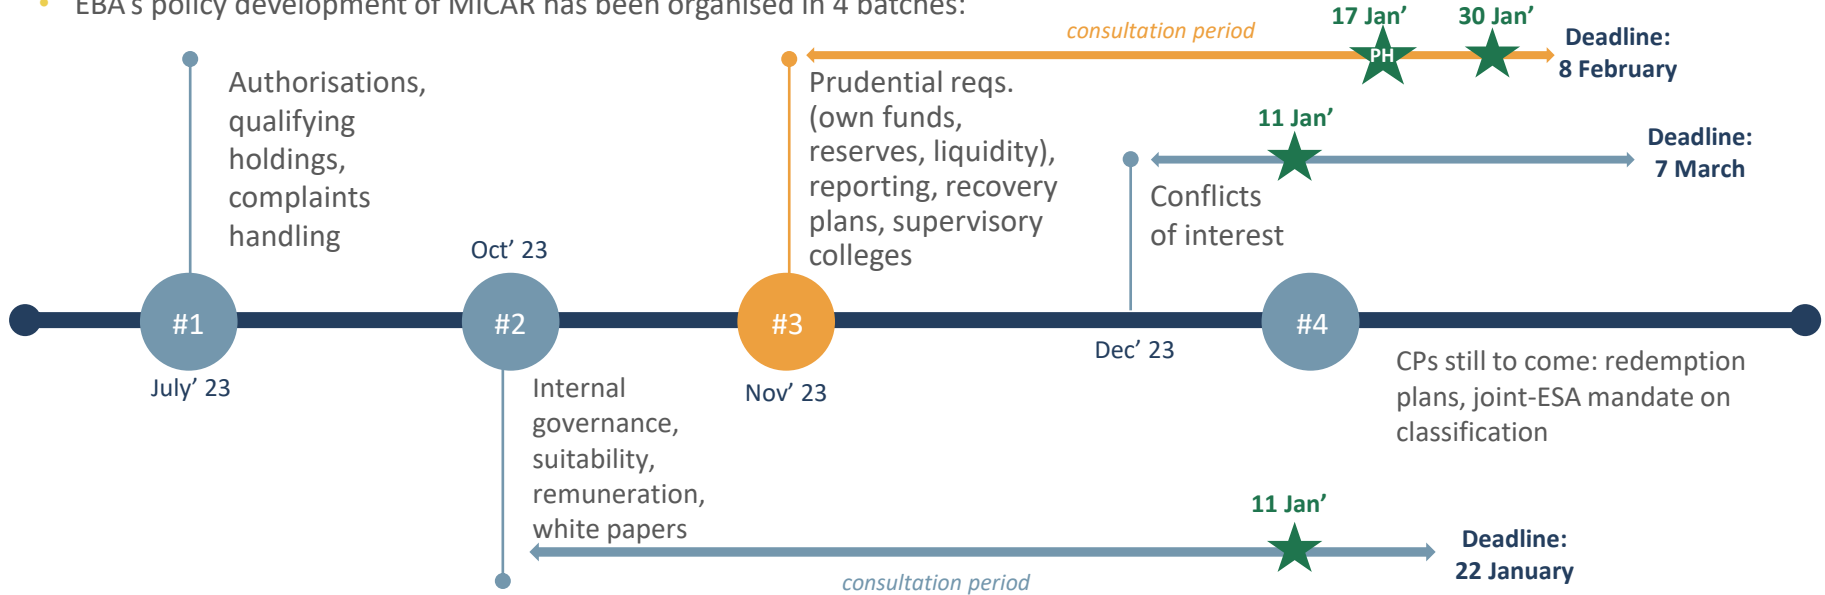 • EBA's policy development of MiCAR has been organised in 4 batches:
17 Jan’
30 Jan’
consultation period
PH
Deadline:
8 February
Authorisations,
qualifying
holdings,
complaints
handling
Prudential reqs.
(own funds,
reserves, liquidity),
reporting, recovery
plans, supervisory
colleges
11 Jan’
Deadline:
7 March
Conflicts
of interest
Oct’ 23
#1
#2
#3
#4
July’ 23
Nov’ 23
Dec’ 23
Internal
governance,
suitability,
remuneration,
white papers
CPs still to come: redemption
plans, joint-ESA mandate on
classification
11 Jan’
Deadline:
22 January
consultation period